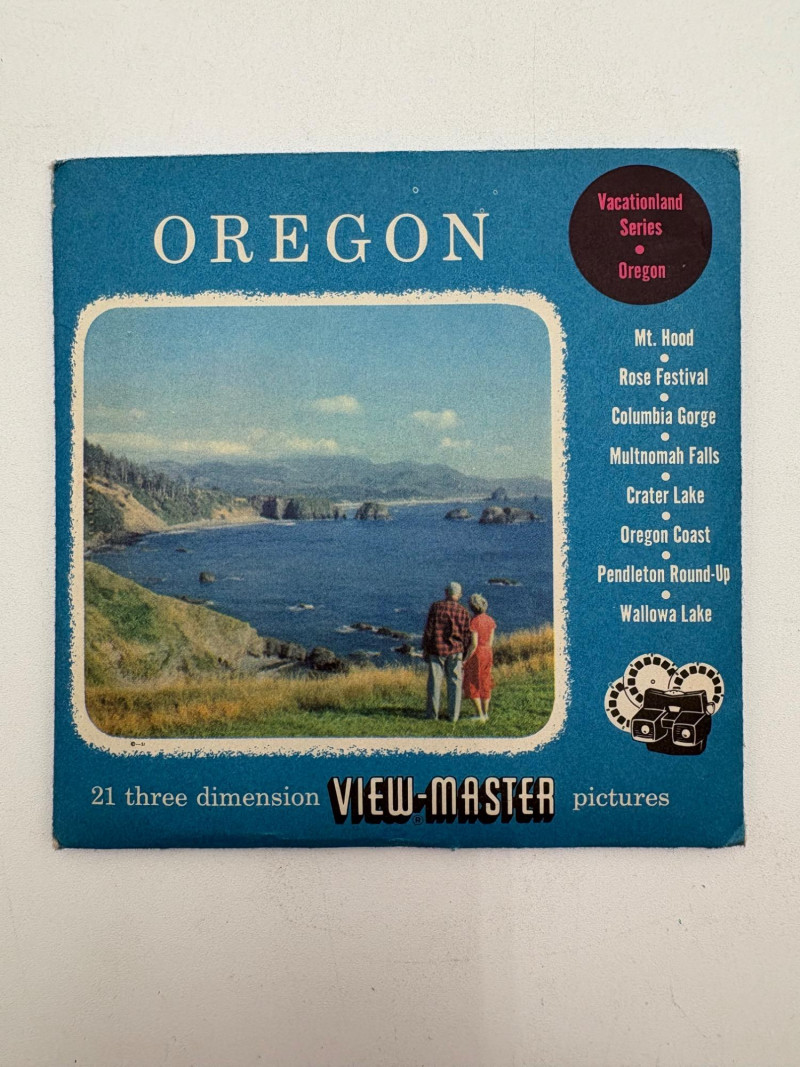 OREGON
Vacationland
Series
•
Oregon
Mt. Hood
•
Rose Festival
•
Columbia Gorge
•
Multnomah Falls
•
Crater Lake
•
Oregon Coast
•
Pendleton Round-Up
•
Wallowa Lake
21 three dimension VIEW-MASTER ® pictures